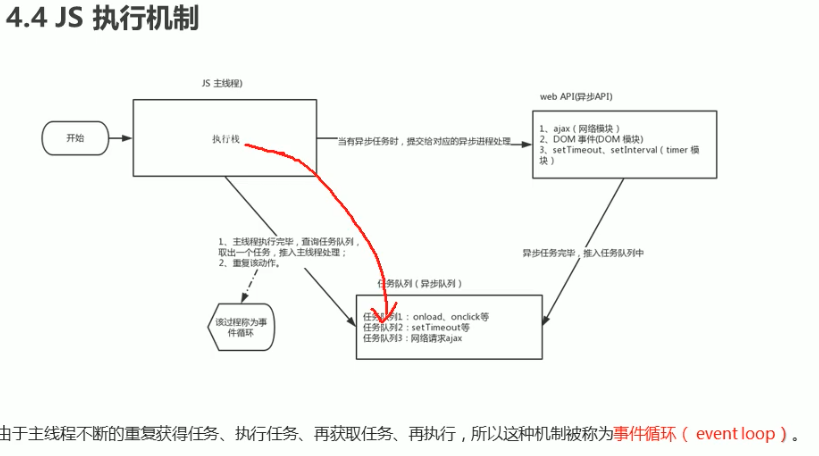 4.4 JS 执行机制
JS 主线程)
web API(异步API)
开始
执行栈
当有异步任务时，提交给对应的异步进程处理
1、ajax（网络模块）
2、DOM 事件(DOM 模块)
3、setTimeout、setInterval（timer 模
块）
1、主线程执行完毕，查询任务队列，
取出一个任务，推入主线程处理；
2、重复该动作。
异步任务完毕，推入任务队列中
任务队列（异步队列）
该过程称为事
件循环
任务队列1：onload、onclick等
任务队列2：setTimeout等
任务队列3：网络请求ajax
由于主线程不断的重复获得任务、执行任务、再获取任务、再执行，所以这种机制被称为事件循环（ event loop）。